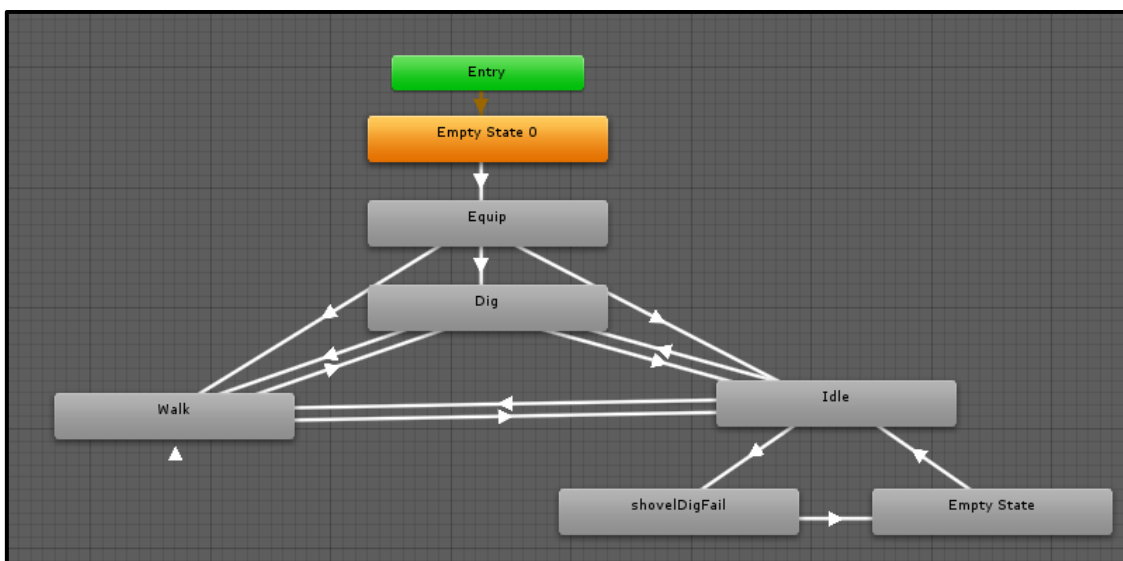 Entry
Empty State 0
Equip
Dig
Walk
Idle
shovelDigFail
Empty State